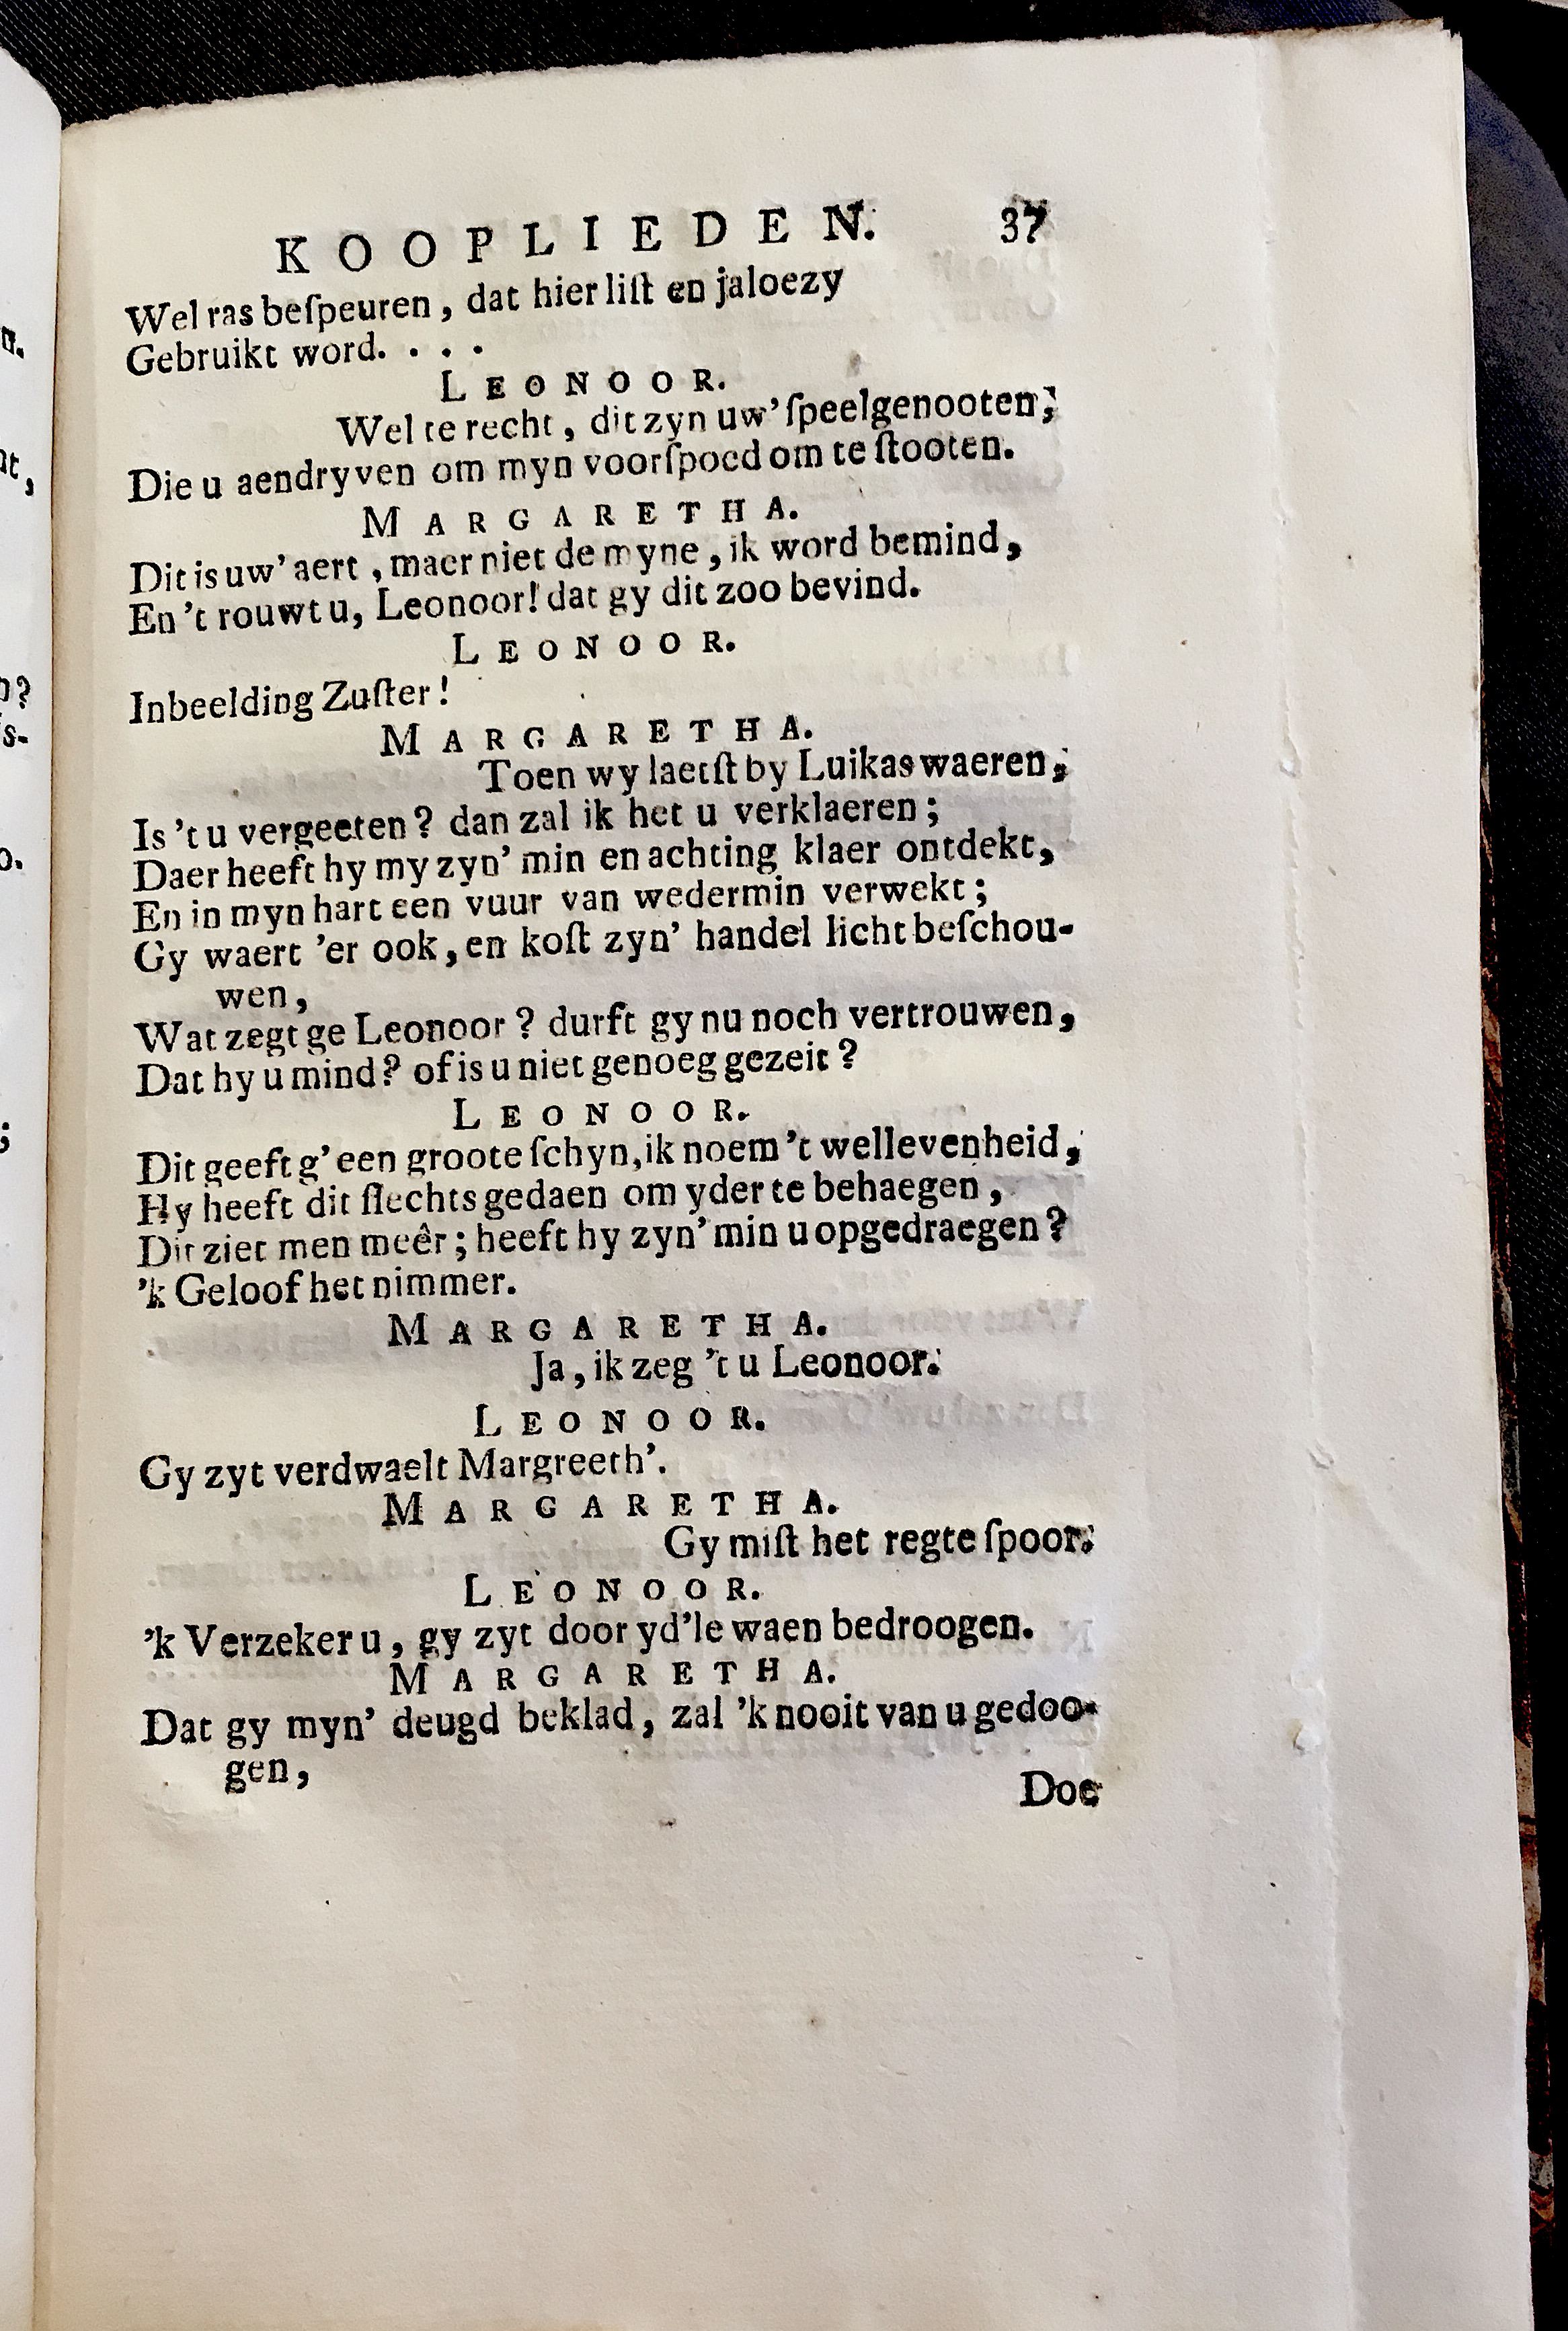 KOOPLIEDEN. 37
Wel ras beſpeuren, dat hier liſt en jaloezy
Gebruikt word. . . .
LEONOOR.
Wel te recht, dit zyn uw' ſpeelgenooten,
Die u aendryven om myn voorſpoed om te ſtooten.
MARGARETHA.
Dit is uw' aert, maer niet de myne, ik word bemind,
En 't rouwt u, Leonoor! dat gy dit zoo bevind.
LEONOOR.
Inbeelding Zuſter!
MARGARETHA.
Toen wy laetſt by Luikas waeren,
Is 't u vergeeten? dan zal ik het u verklaeren;
Daer heeft hy my zyn' min en achting klaer ontdekt,
En in myn hart een vuur van wedermin verwekt;
Gy waert 'er ook, en koſt zyn' handel licht beſchou-
wen,
Wat zegt ge Leonoor? durft gy nu noch vertrouwen,
Dat hy u mind? of is u niet genoeg gezeit?
LEONOOR.
Dit geeft g' een groote ſchyn, ik noem 't wellevenheid,
Hy heeft dit ſlechts gedaen om yder te behaegen,
Dit ziet men meêr; heeft hy zyn' min u opgedraegen?
'k Geloof het nimmer.
MARGARETHA.
Ja, ik zeg 't u Leonoor.
LEONOOR.
Gy zyt verdwaelt Margreeth'.
MARGARETHA.
Gy miſt het regte ſpoor.
LEONOOR.
'k Verzeker u, gy zyt door yd'le waen bedroogen.
MARGARETHA.
Dat gy myn' deugd beklad, zal 'k nooit van u gedoo-
gen,
Doe